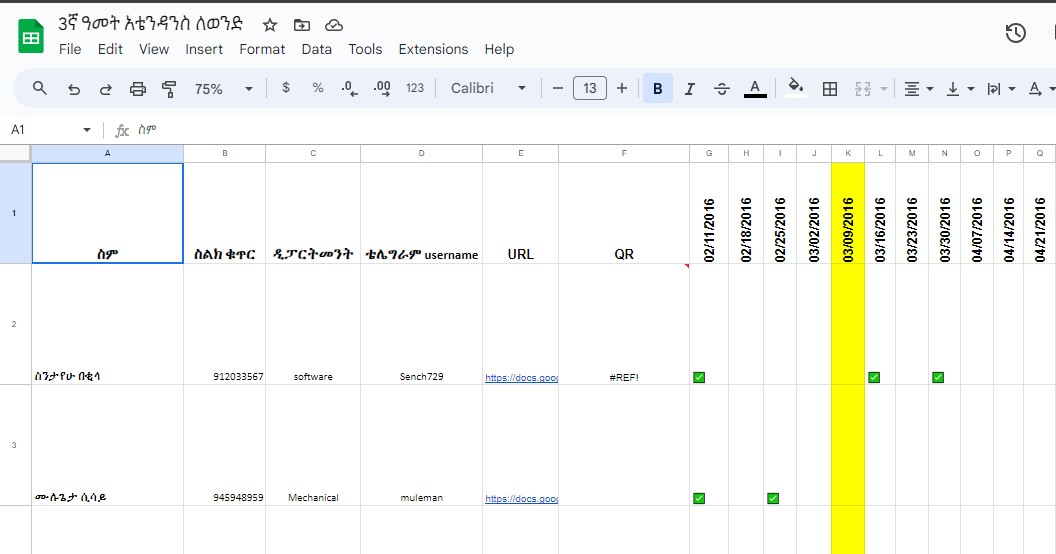 3ኛ ዓመት አቴንዳንስ ለወንድ
File Edit View Insert Format Data Tools Extensions Help
75% $ % .0 .00 123 Calibri 13 B I S A A
A1 fx ስም
A B C D E F G H I J K L M N O P Q
1
ስም ስልክ ቁጥር ዲፓርትመንት ቴሌግራም username URL QR 02/11/2016 02/18/2016 02/25/2016 03/02/2016 03/09/2016 03/16/2016 03/23/2016 03/30/2016 04/07/2016 04/14/2016 04/21/2016
2
ስንታየሁ በቂላ 912033567 software Sench729 https://docs.goo #REF!
3
ሙሉጌታ ሲሳይ 945948959 Mechanical muleman https://docs.goo